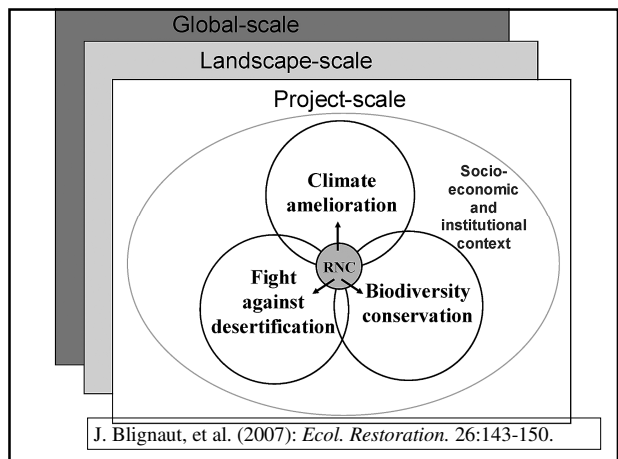 Global-scale
Landscape-scale
Project-scale
Climate
amelioration
Socio-
economic
and
institutional
context
RNC
Fight
against
desertification
Biodiversity
conservation
J. Blignaut, et al. (2007): Ecol. Restoration. 26:143-150.